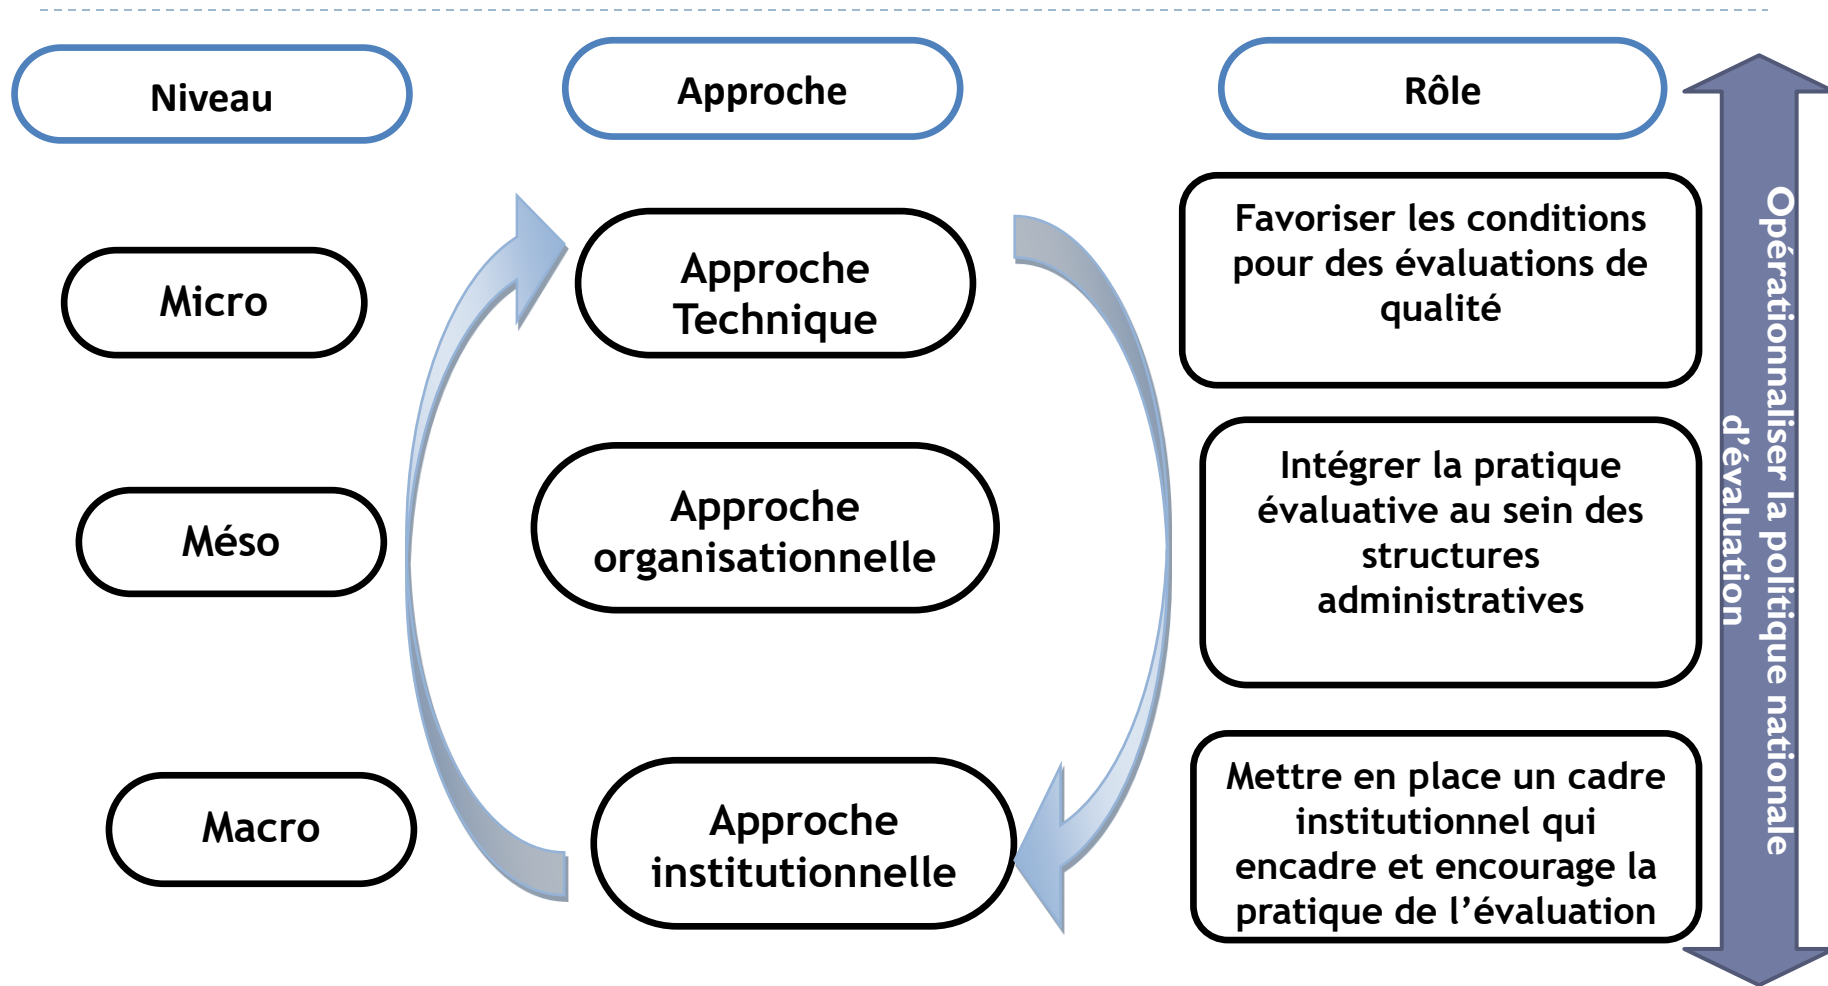 Niveau
Approche
Rôle
Micro
Approche
Technique
Favoriser les conditions
pour des évaluations de
qualité
Méso
Approche
organisationnelle
Intégrer la pratique
évaluative au sein des
structures
administratives
Macro
Approche
institutionnelle
Mettre en place un cadre
institutionnel qui
encadre et encourage la
pratique de l’évaluation
Opérationnaliser la politique nationale
d’évaluation